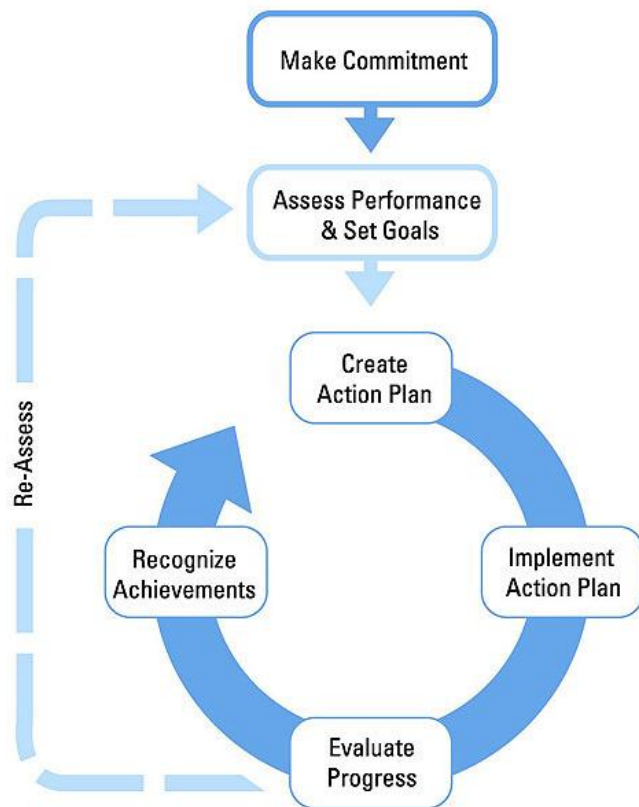 Make Commitment
Assess Performance
& Set Goals
Create
Action Plan
Re-Assess
Recognize
Achievements
Implement
Action Plan
Evaluate
Progress